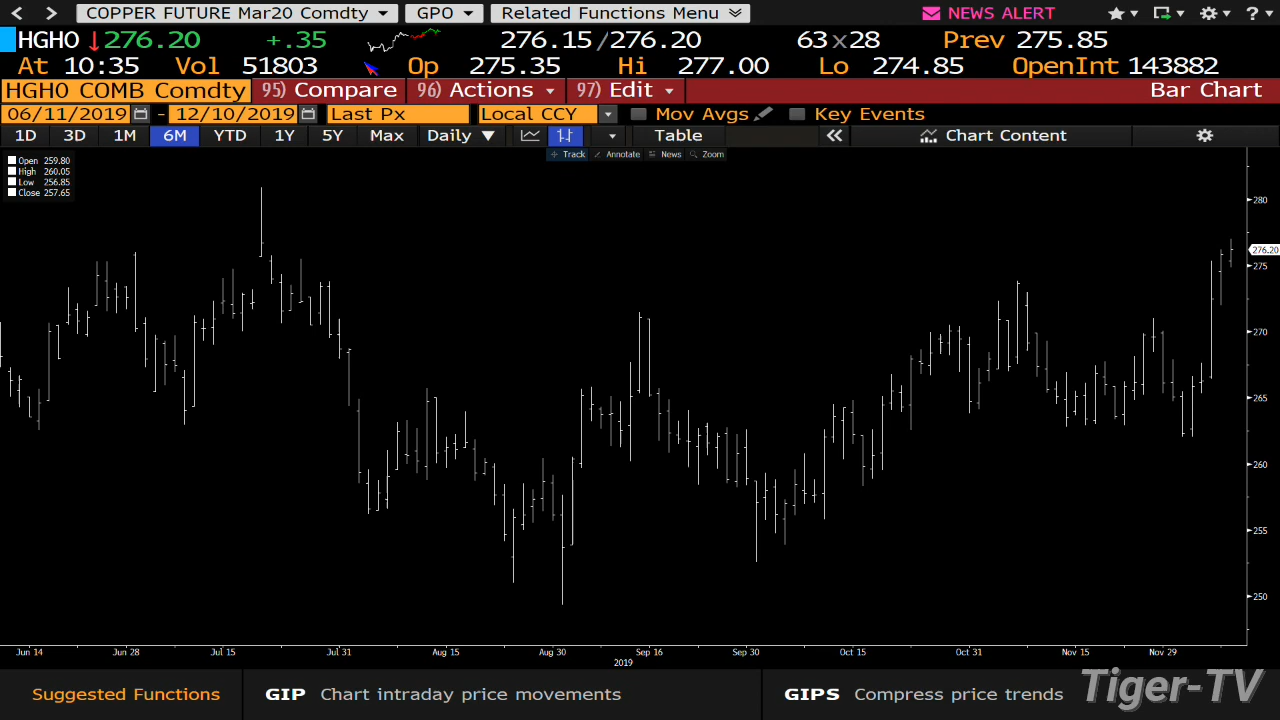 COPPER FUTURE Mar20 Comdty GPO Related Functions Menu NEWS ALERT ?
HGH0 ↓276.20 +.35 276.15/276.20 63x28 Prev 275.85
At 10:35 Vol 51803 Op 275.35 Hi 277.00 Lo 274.85 OpenInt 143882
HGH0 COMB Comdty 95) Compare 96) Actions 97) Edit Bar Chart
06/11/2019 - 12/10/2019 Last Px Local CCY Mov Avgs Key Events
1D 3D 1M 6M YTD 1Y 5Y Max Daily ▼ Table Chart Content
Track Annotate News Zoom
Open 259.80
High 260.05
Low 256.85
Close 257.65
280
276.20
275
270
265
260
255
250
Jun 14 Jun 28 Jul 15 Jul 31 Aug 15 Aug 30 Sep 16 Sep 30 Oct 15 Oct 31 Nov 15 Nov 29
2019
Suggested Functions GIP Chart intraday price movements GIPS Compress price trends
Tiger-TV